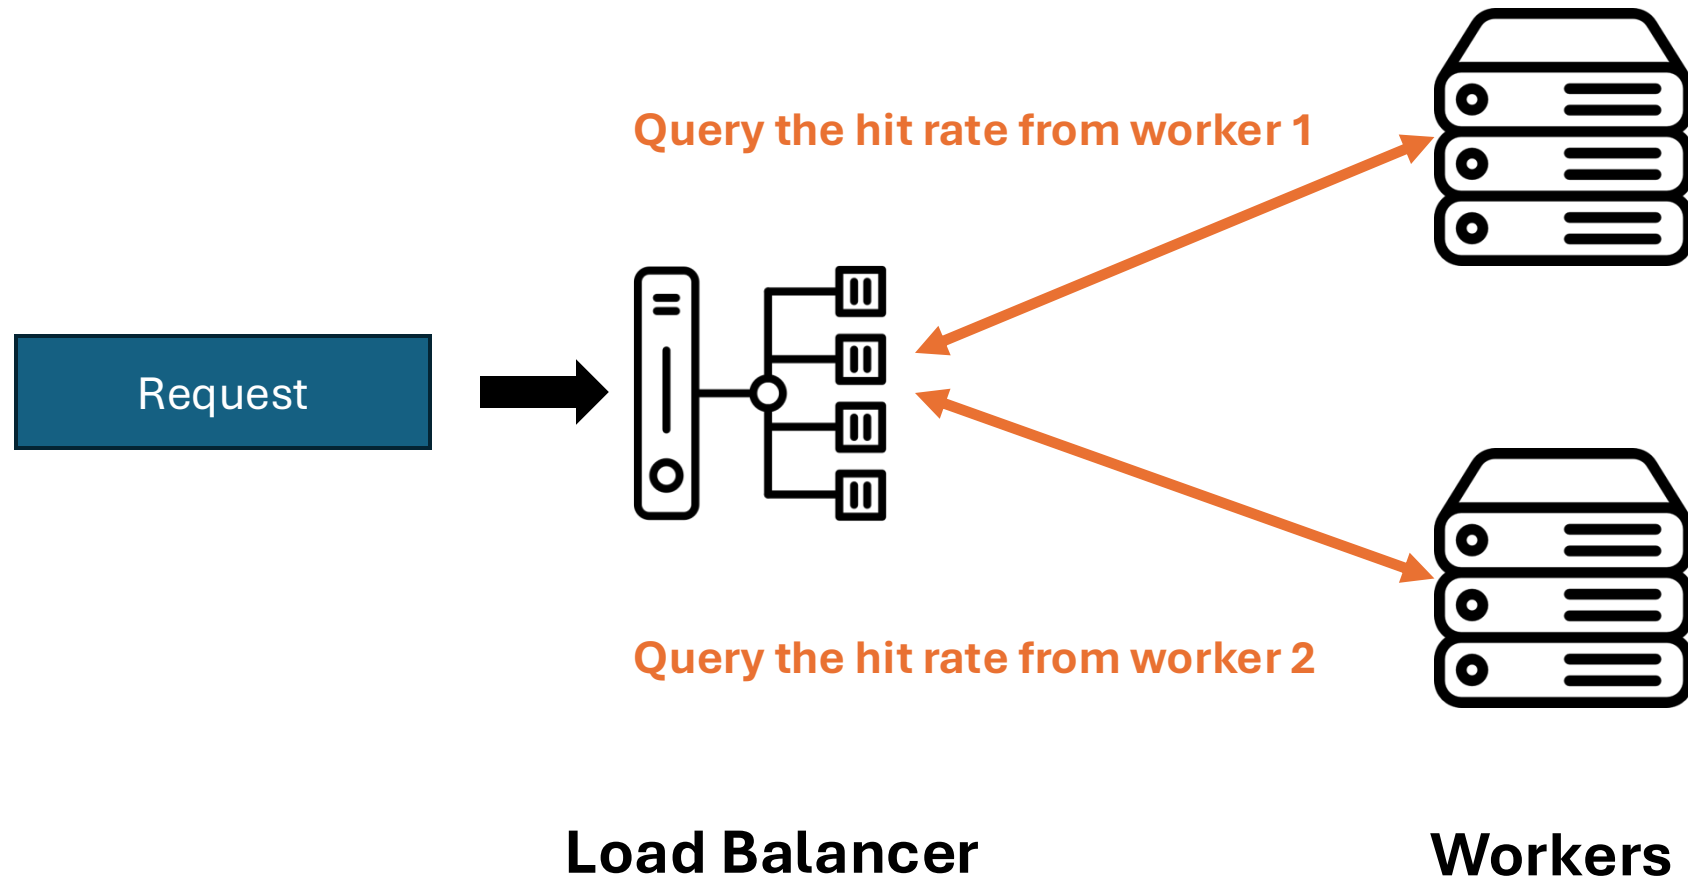 Query the hit rate from worker 1
Request
Query the hit rate from worker 2
Load Balancer
Workers